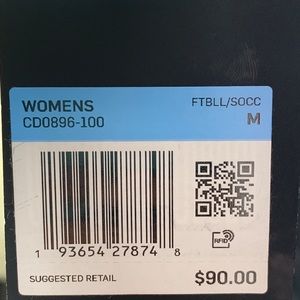 WOMENS FTBLL/SOCC
CD0896-100 M
RFID
1 93654 27874 8
SUGGESTED RETAIL $90.00